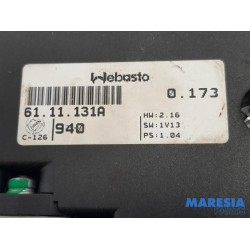 Webasto
0.173
61.11.131A
940
C-126
HW:2.16
SW:1V13
PS:1.04
MARESIA